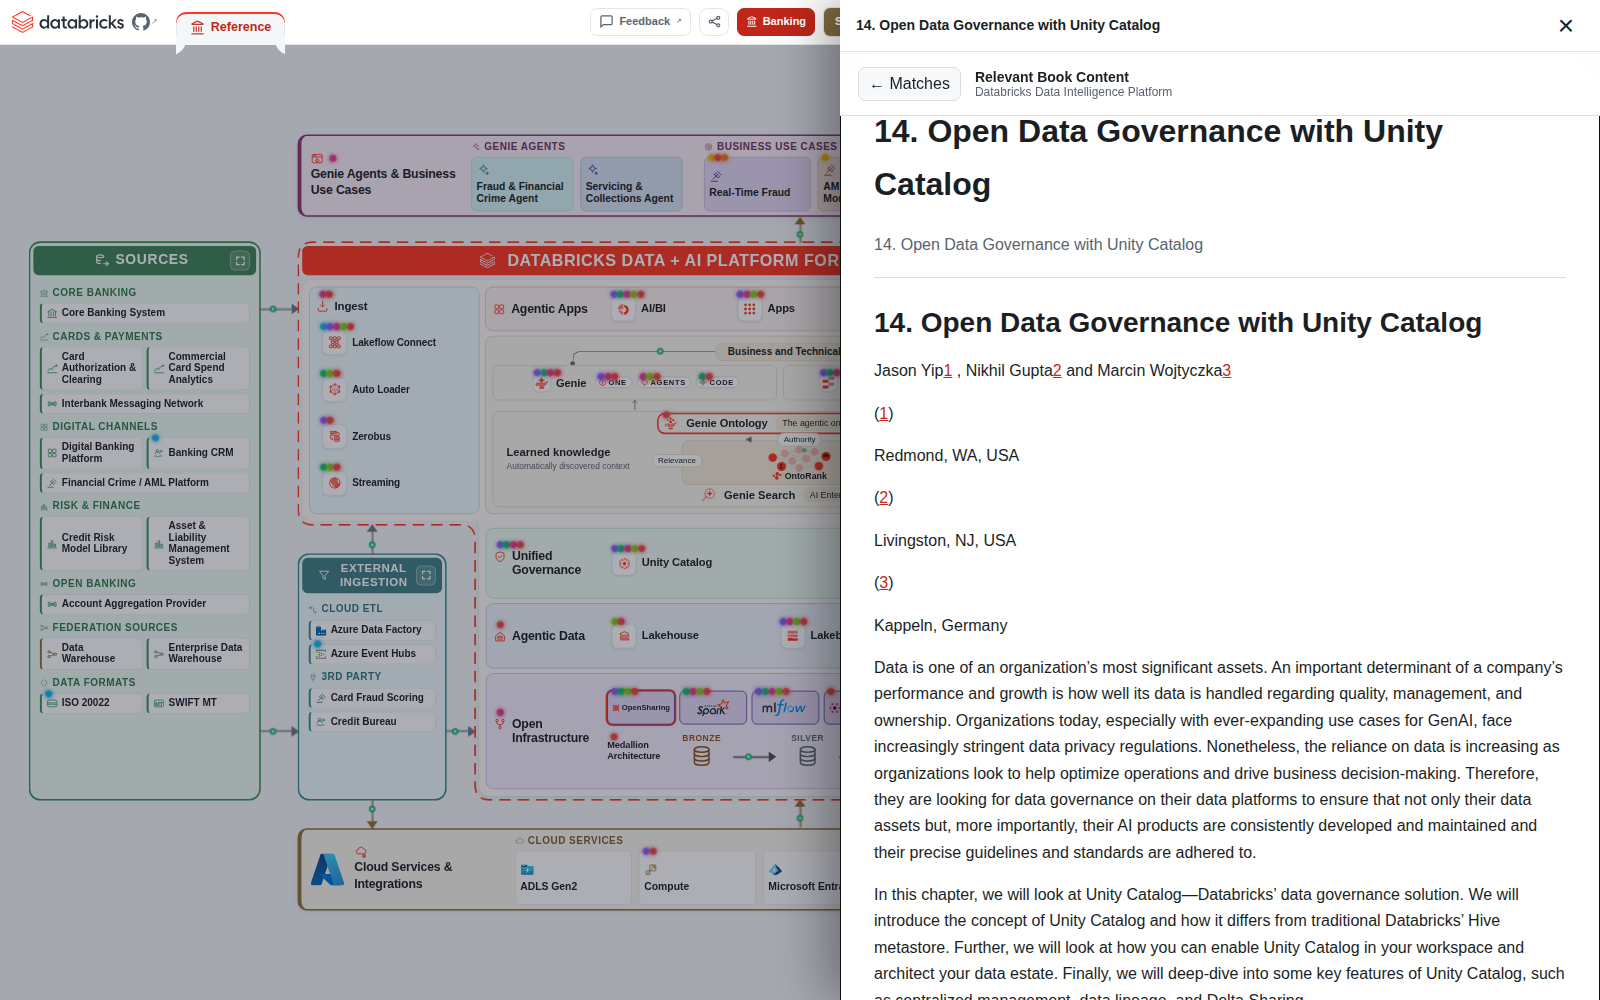 databricks
Reference
Feedback
Banking
GENIE AGENTS
BUSINESS USE CASES
Genie Agents & Business
Use Cases
Fraud & Financial
Crime Agent
Servicing &
Collections Agent
Real-Time Fraud
SOURCES
CORE BANKING
Core Banking System
CARDS & PAYMENTS
Card
Authorization &
Clearing
Commercial
Card Spend
Analytics
Interbank Messaging Network
DIGITAL CHANNELS
Digital Banking
Platform
Banking CRM
Financial Crime / AML Platform
RISK & FINANCE
Credit Risk
Model Library
Asset &
Liability
Management
System
OPEN BANKING
Account Aggregation Provider
FEDERATION SOURCES
Data
Warehouse
Enterprise Data
Warehouse
DATA FORMATS
ISO 20022
SWIFT MT
DATABRICKS DATA + AI PLATFORM FOR
Ingest
Lakeflow Connect
Auto Loader
Zerobus
Streaming
Agentic Apps
AI/BI
Apps
Business and Technical
Genie
ONE
AGENTS
CODE
Genie Ontology
The agentic on
Authority
Learned knowledge
Automatically discovered context
Relevance
OntoRank
Genie Search
AI Enter
Unified
Governance
Unity Catalog
Agentic Data
Lakehouse
Lakeb
Open
Infrastructure
OpenSharing
Spark
mlflow
Medallion
Architecture
BRONZE
SILVER
EXTERNAL
INGESTION
CLOUD ETL
Azure Data Factory
Azure Event Hubs
3RD PARTY
Card Fraud Scoring
Credit Bureau
CLOUD SERVICES
Cloud Services &
Integrations
ADLS Gen2
Compute
Microsoft Entra
14. Open Data Governance with Unity Catalog
✕
← Matches
Relevant Book Content
Databricks Data Intelligence Platform
14. Open Data Governance with Unity
Catalog
14. Open Data Governance with Unity Catalog
14. Open Data Governance with Unity Catalog
Jason Yip1 , Nikhil Gupta2 and Marcin Wojtyczka3
(1)
Redmond, WA, USA
(2)
Livingston, NJ, USA
(3)
Kappeln, Germany
Data is one of an organization’s most significant assets. An important determinant of a company’s
performance and growth is how well its data is handled regarding quality, management, and
ownership. Organizations today, especially with ever-expanding use cases for GenAI, face
increasingly stringent data privacy regulations. Nonetheless, the reliance on data is increasing as
organizations look to help optimize operations and drive business decision-making. Therefore,
they are looking for data governance on their data platforms to ensure that not only their data
assets but, more importantly, their AI products are consistently developed and maintained and
their precise guidelines and standards are adhered to.
In this chapter, we will look at Unity Catalog—Databricks’ data governance solution. We will
introduce the concept of Unity Catalog and how it differs from traditional Databricks’ Hive
metastore. Further, we will look at how you can enable Unity Catalog in your workspace and
architect your data estate. Finally, we will deep-dive into some key features of Unity Catalog, such
as centralized management, data lineage, and Delta Sharing.